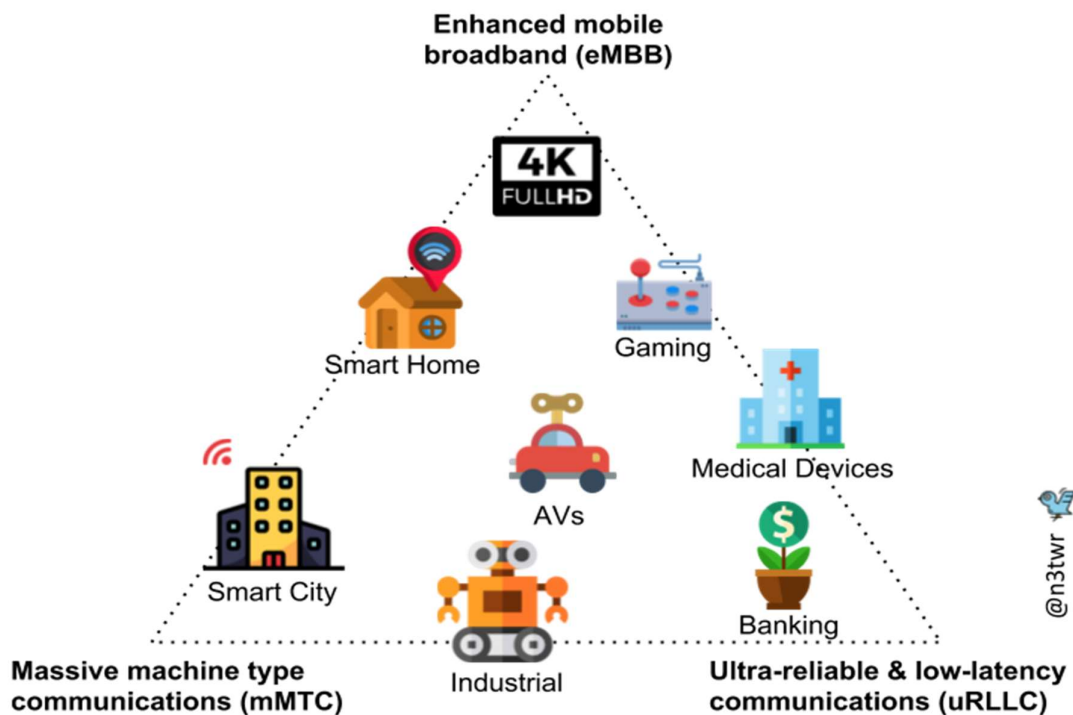 Enhanced mobile
broadband (eMBB)
4K
FULLHD
Smart Home
Gaming
Medical Devices
AVs
Smart City
Banking
Industrial
Massive machine type
communications (mMTC)
Ultra-reliable & low-latency
communications (uRLLC)
@n3twr
$